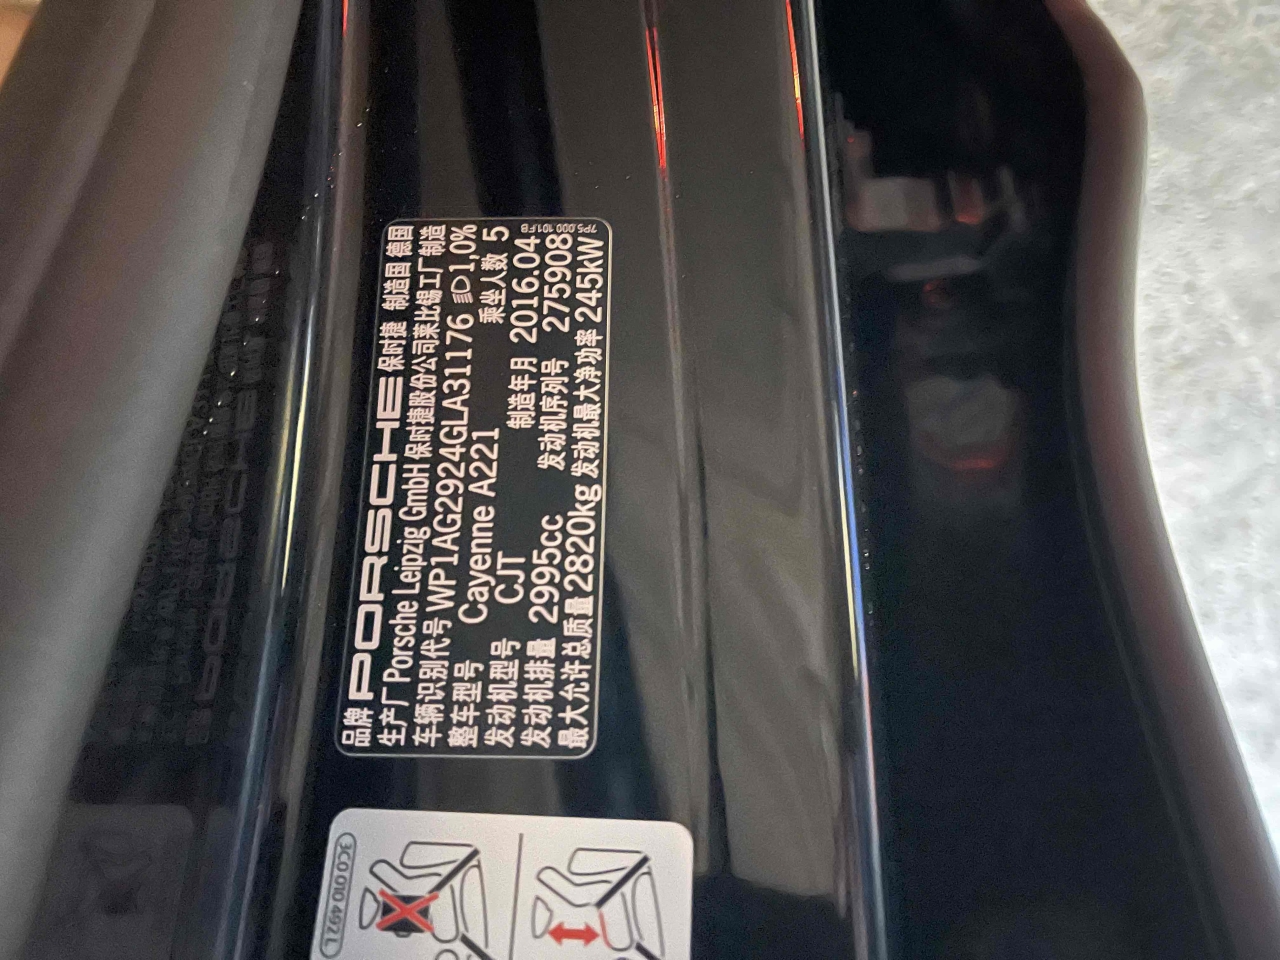 品牌 PORSCHE 保时捷 制造国 德国
生产厂 Porsche Leipzig GmbH 保时捷股份公司莱比锡工厂制造
车辆识别代号 WP1AG2924GLA31176 1,0%
整车型号 Cayenne A221 乘坐人数 5
发动机型号 CJT 制造年月 2016.04
发动机排量 2995cc 发动机序列号 275908
最大允许总质量 2820kg 发动机最大净功率 245kW
7P5.000.101.FB
3C0 010 492 L